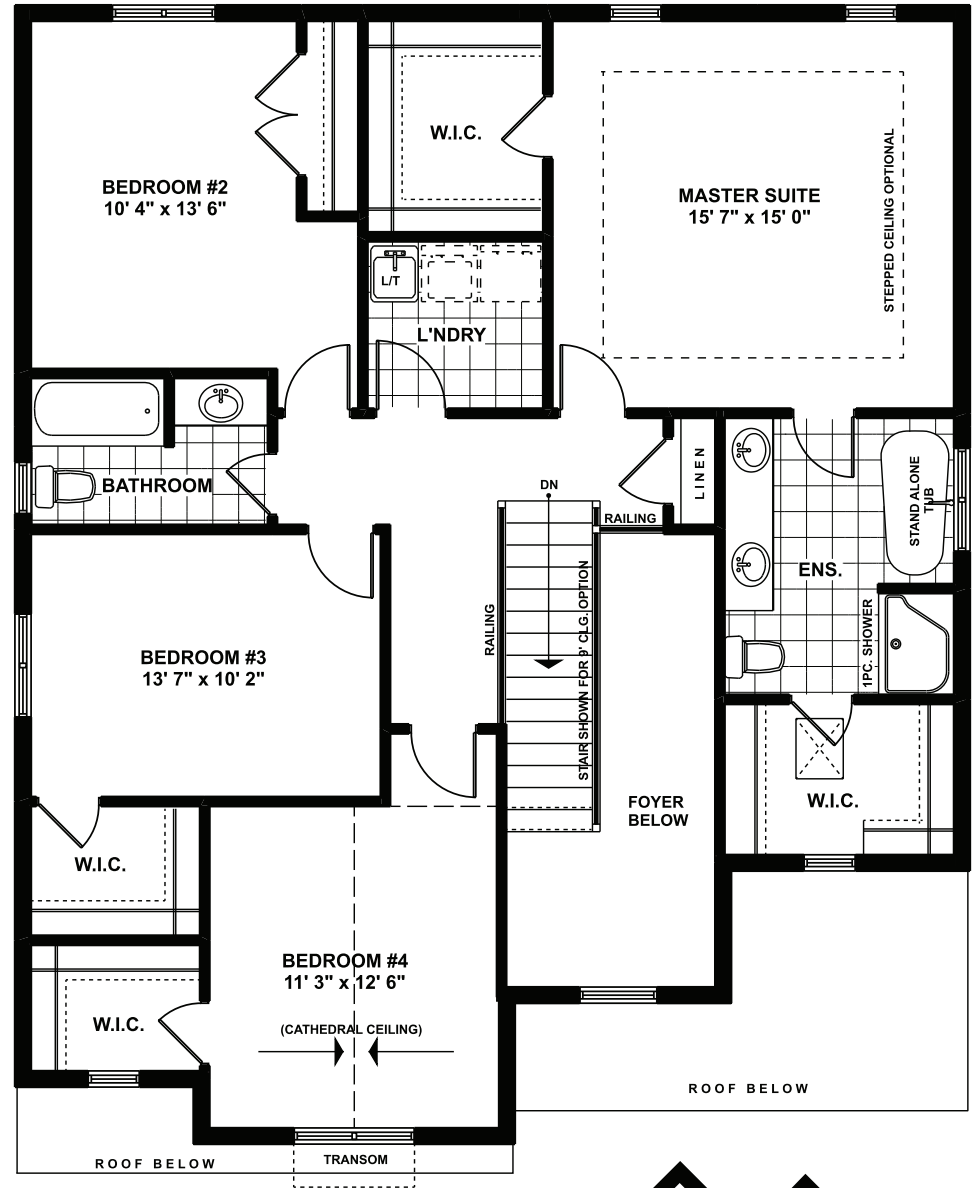 BEDROOM #2
10' 4" x 13' 6"
W.I.C.
MASTER SUITE
15' 7" x 15' 0"
STEPPED CEILING OPTIONAL
L/T
L'NDRY
BATHROOM
LINEN
DN
RAILING
STAND ALONE
TUB
ENS.
1PC. SHOWER
RAILING
STAIR SHOWN FOR 9' CLG. OPTION
BEDROOM #3
13' 7" x 10' 2"
FOYER
BELOW
W.I.C.
W.I.C.
BEDROOM #4
11' 3" x 12' 6"
(CATHEDRAL CEILING)
W.I.C.
ROOF BELOW
ROOF BELOW
TRANSOM